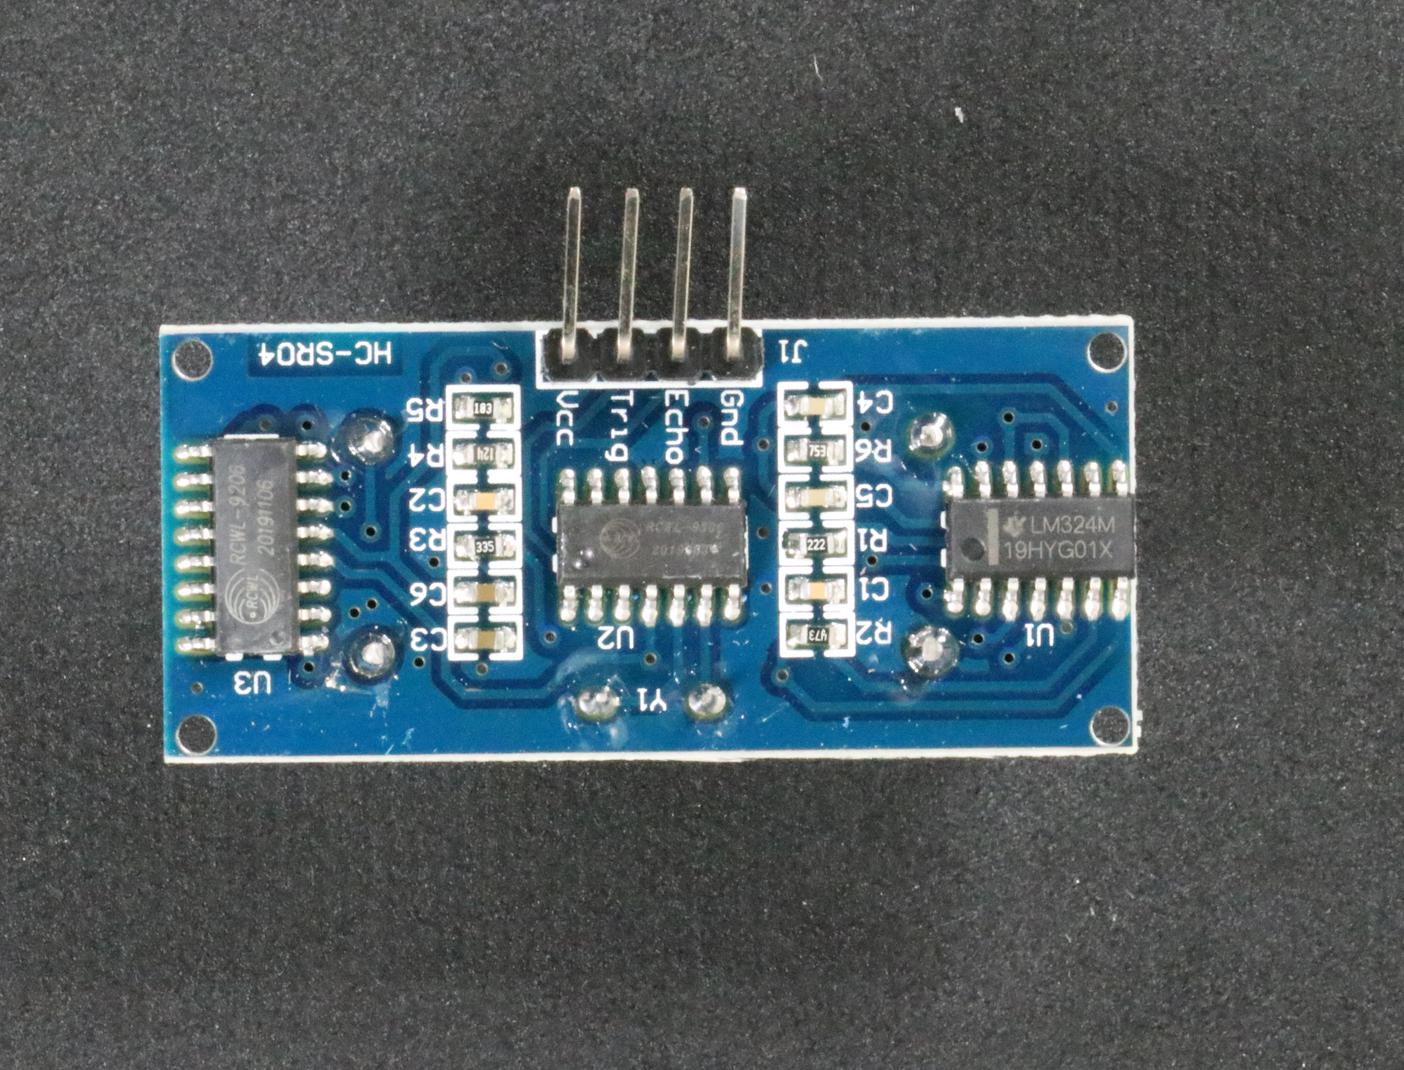 HC-SR04
J1
Vcc
Trig
Echo
Gnd
R5
183
R4
124
C2
R3
335
C6
C3
C4
R6
C5
R1
222
C1
R2
473
RCWL-9206
20191106
RCWL
U3
U2
Y1
LM324M
19HYG01X
U1